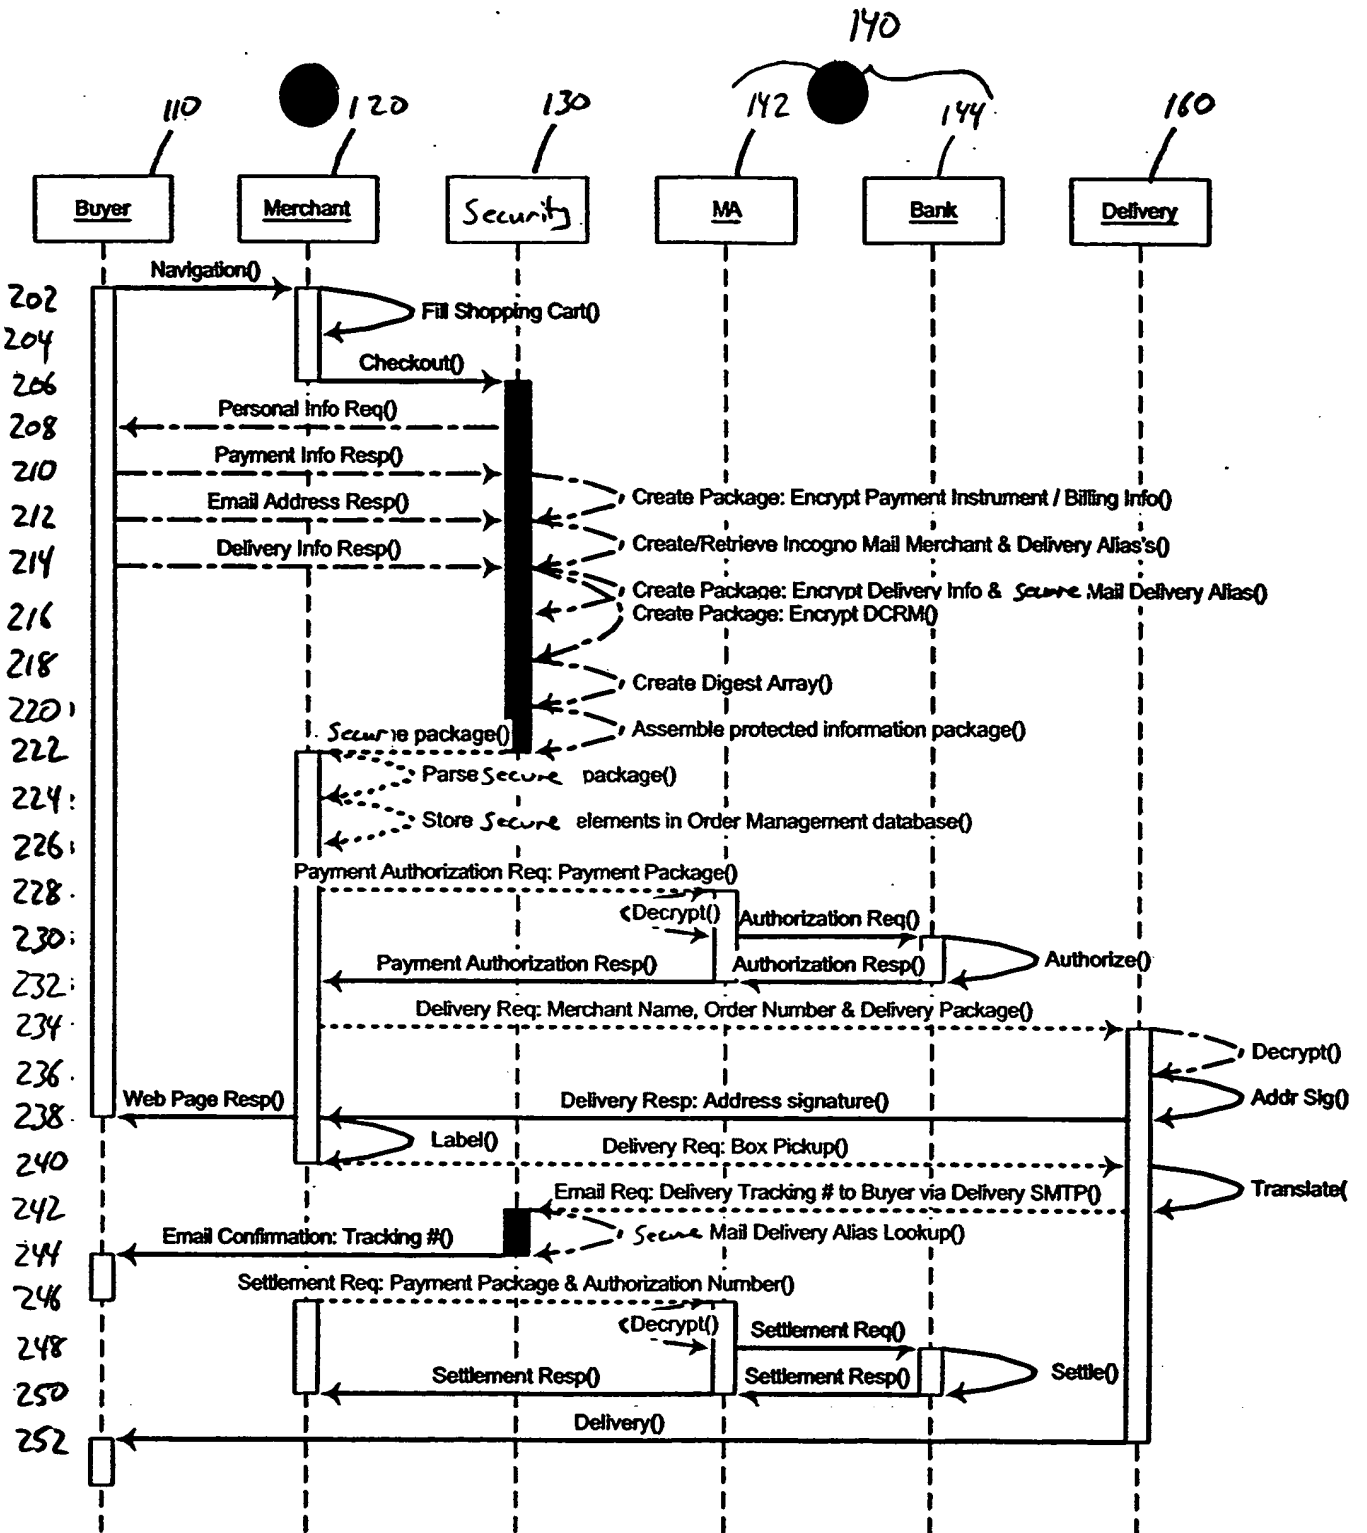 140
110
120
130
142
144
160
Buyer
Merchant
Security
MA
Bank
Delivery
Navigation()
202
Fill Shopping Cart()
204
Checkout()
206
Personal Info Req()
208
Payment Info Resp()
210
Create Package: Encrypt Payment Instrument / Billing Info()
Email Address Resp()
212
Create/Retrieve Incogno Mail Merchant & Delivery Alias's()
Delivery Info Resp()
214
Create Package: Encrypt Delivery Info & Secure Mail Delivery Alias()
216
Create Package: Encrypt DCRM()
218
Create Digest Array()
220
Secure package()
Assemble protected information package()
222
Parse Secure package()
224
Store Secure elements in Order Management database()
226
Payment Authorization Req: Payment Package()
228
Decrypt()
Authorization Req()
230
Payment Authorization Resp()
Authorization Resp()
Authorize()
232
Delivery Req: Merchant Name, Order Number & Delivery Package()
234
Decrypt()
236
Web Page Resp()
Delivery Resp: Address signature()
Addr Sig()
238
Label()
Delivery Req: Box Pickup()
240
Email Req: Delivery Tracking # to Buyer via Delivery SMTP()
Translate(
242
Email Confirmation: Tracking #()
Secure Mail Delivery Alias Lookup()
244
Settlement Req: Payment Package & Authorization Number()
246
Decrypt()
Settlement Req()
248
Settlement Resp()
Settlement Resp()
Settle()
250
Delivery()
252